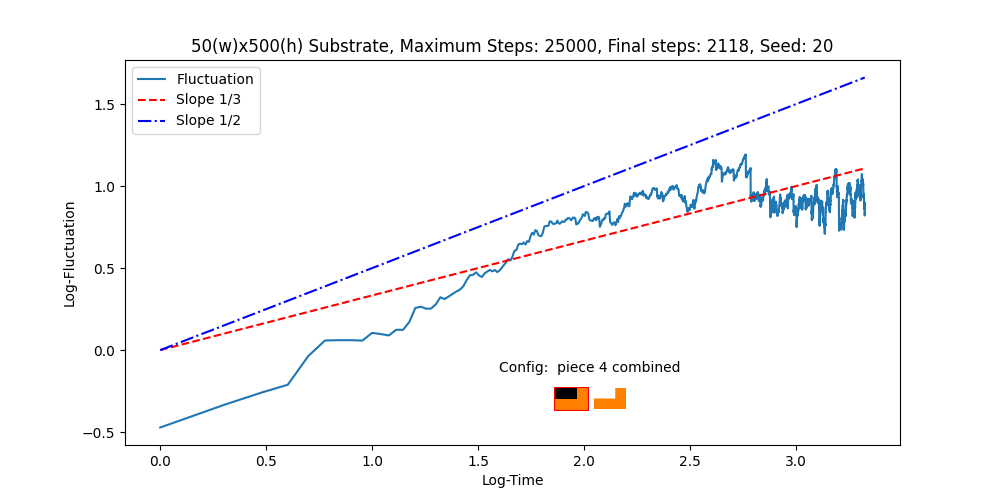 50(w)x500(h) Substrate, Maximum Steps: 25000, Final steps: 2118, Seed: 20
Fluctuation
Slope 1/3
Slope 1/2
1.5
1.0
0.5
0.0
−0.5
Log-Fluctuation
Config:  piece 4 combined
0.0 0.5 1.0 1.5 2.0 2.5 3.0
Log-Time